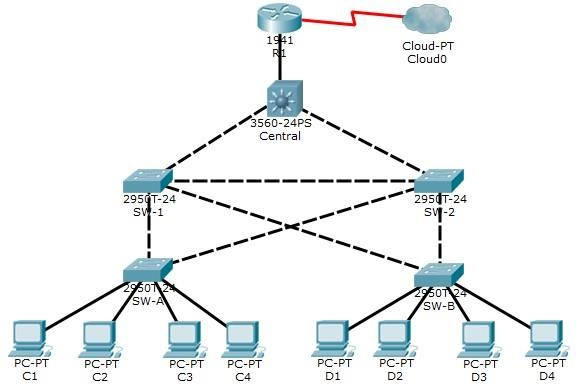 1941
R1
Cloud-PT
Cloud0
3560-24PS
Central
2950T-24
SW-1
2950T-24
SW-2
2950T-24
SW-A
2950T-24
SW-B
PC-PT
C1
PC-PT
C2
PC-PT
C3
PC-PT
C4
PC-PT
D1
PC-PT
D2
PC-PT
D3
PC-PT
D4